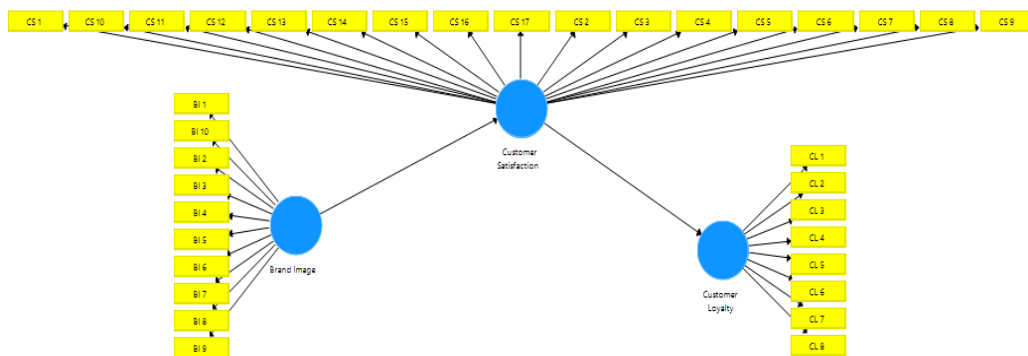 CS 1
CS 10
CS 11
CS 12
CS 13
CS 14
CS 15
CS 16
CS 17
CS 2
CS 3
CS 4
CS 5
CS 6
CS 7
CS 8
CS 9
Customer
Satisfaction
BI 1
BI 10
BI 2
BI 3
BI 4
BI 5
BI 6
BI 7
BI 8
BI 9
Brand Image
Customer
Loyalty
CL 1
CL 2
CL 3
CL 4
CL 5
CL 6
CL 7
CL 8